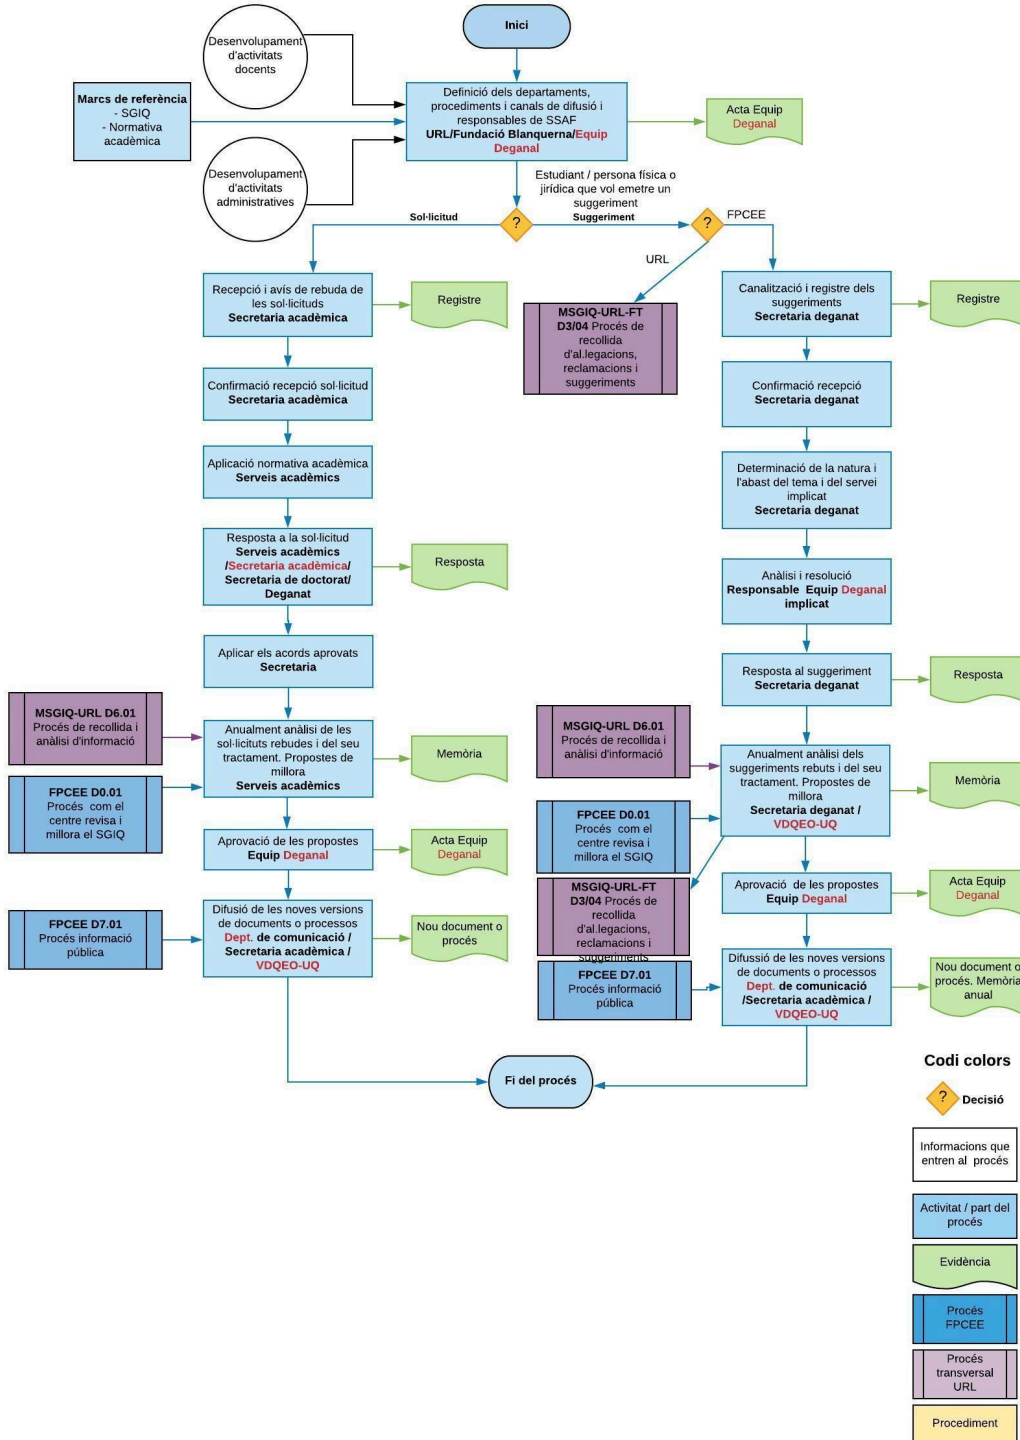 Inici
Desenvolupament
d'activitats
docents
Marcs de referència
- SGIQ
- Normativa
acadèmica
Definició dels departaments,
procediments i canals de difusió i
responsables de SSAF
URL/Fundació Blanquerna/Equip
Deganal
Acta Equip
Deganal
Desenvolupament
d'activitats
administratives
Estudiant / persona física o
jirídica que vol emetre un
suggeriment
Sol·licitud
?
Suggeriment
?
FPCEE
URL
Recepció i avís de rebuda de
les sol·licituds
Secretaria acadèmica
Registre
MSGIQ-URL-FT
D3/04 Procés de
recollida
d'al.legacions,
reclamacions i
suggeriments
Canalització i registre dels
suggeriments
Secretaria deganat
Registre
Confirmació recepció sol·licitud
Secretaria acadèmica
Confirmació recepció
Secretaria deganat
Aplicació normativa acadèmica
Serveis acadèmics
Determinació de la natura i
l'abast del tema i del servei
implicat
Secretaria deganat
Resposta a la sol·licitud
Serveis acadèmics
/Secretaria acadèmica/
Secretaria de doctorat/
Deganat
Resposta
Anàlisi i resolució
Responsable Equip Deganal
implicat
Aplicar els acords aprovats
Secretaria
Resposta al suggeriment
Secretaria deganat
Resposta
MSGIQ-URL D6.01
Procés de recollida i
anàlisi d'informació
Anualment anàlisi de les
sol·licituts rebudes i del seu
tractament. Propostes de
millora
Serveis acadèmics
Memòria
MSGIQ-URL D6.01
Procés de recollida i
anàlisi d'informació
Anualment anàlisi dels
suggeriments rebuts i del seu
tractament. Propostes de
millora
Secretaria deganat /
VDQEO-UQ
Memòria
FPCEE D0.01
Procés com el
centre revisa i
millora el SGIQ
FPCEE D0.01
Procés com el
centre revisa i
millora el SGIQ
Aprovació de les propostes
Equip Deganal
Acta Equip
Deganal
MSGIQ-URL-FT
D3/04 Procés de
recollida
d'al.legacions,
reclamacions i
suggeriments
Aprovació de les propostes
Equip Deganal
Acta Equip
Deganal
FPCEE D7.01
Procés informació
pública
Difusió de les noves versions
de documents o processos
Dept. de comunicació /
Secretaria acadèmica /
VDQEO-UQ
Nou document o
procés
FPCEE D7.01
Procés informació
pública
Difussió de les noves versions
de documents o processos
Dept. de comunicació
/Secretaria acadèmica /
VDQEO-UQ
Nou document o
procés. Memòria
anual
Fi del procés
Codi colors
?
Decisió
Informacions que
entren al procés
Activitat / part del
procés
Evidència
Procés
FPCEE
Procés
transversal
URL
Procediment